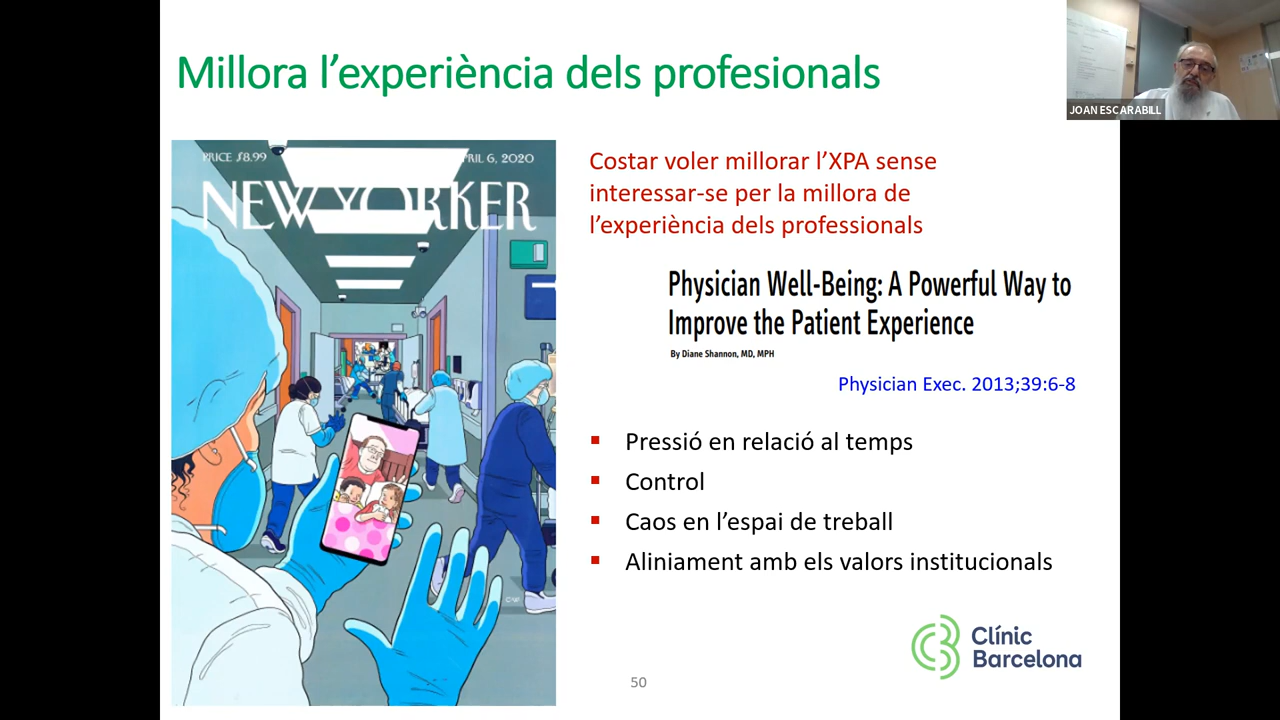 Millora l’experiència dels profesionals
JOAN ESCARABILL
PRICE $8.99
RIL 6, 2020
NEW YORKER
Costar voler millorar l’XPA sense
interessar-se per la millora de
l’experiència dels professionals
Physician Well-Being: A Powerful Way to
Improve the Patient Experience
By Diane Shannon, MD, MPH
Physician Exec. 2013;39:6-8
Pressió en relació al temps
Control
Caos en l’espai de treball
Aliniament amb els valors institucionals
CW
Clínic
Barcelona
50